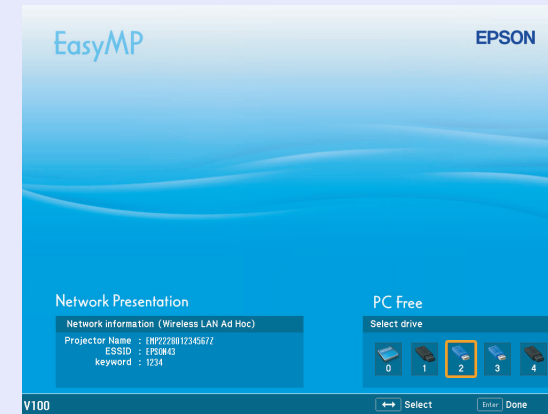 EasyMP
EPSON
Network Presentation
Network information (Wireless LAN Ad Hoc)
Projector Name : EMP222801234567Z
ESSID : EPSON43
keyword : 1234
PC Free
Select drive
0 1 2 3 4
V100
Select Enter Done